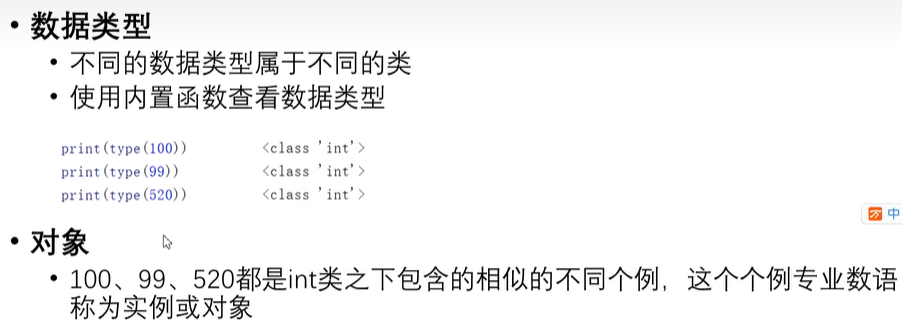 • 数据类型
• 不同的数据类型属于不同的类
• 使用内置函数查看数据类型
print(type(100)) <class 'int'>
print(type(99)) <class 'int'>
print(type(520)) <class 'int'>
中
• 对象
• 100、99、520都是int类之下包含的相似的不同个例，这个个例专业数语
称为实例或对象